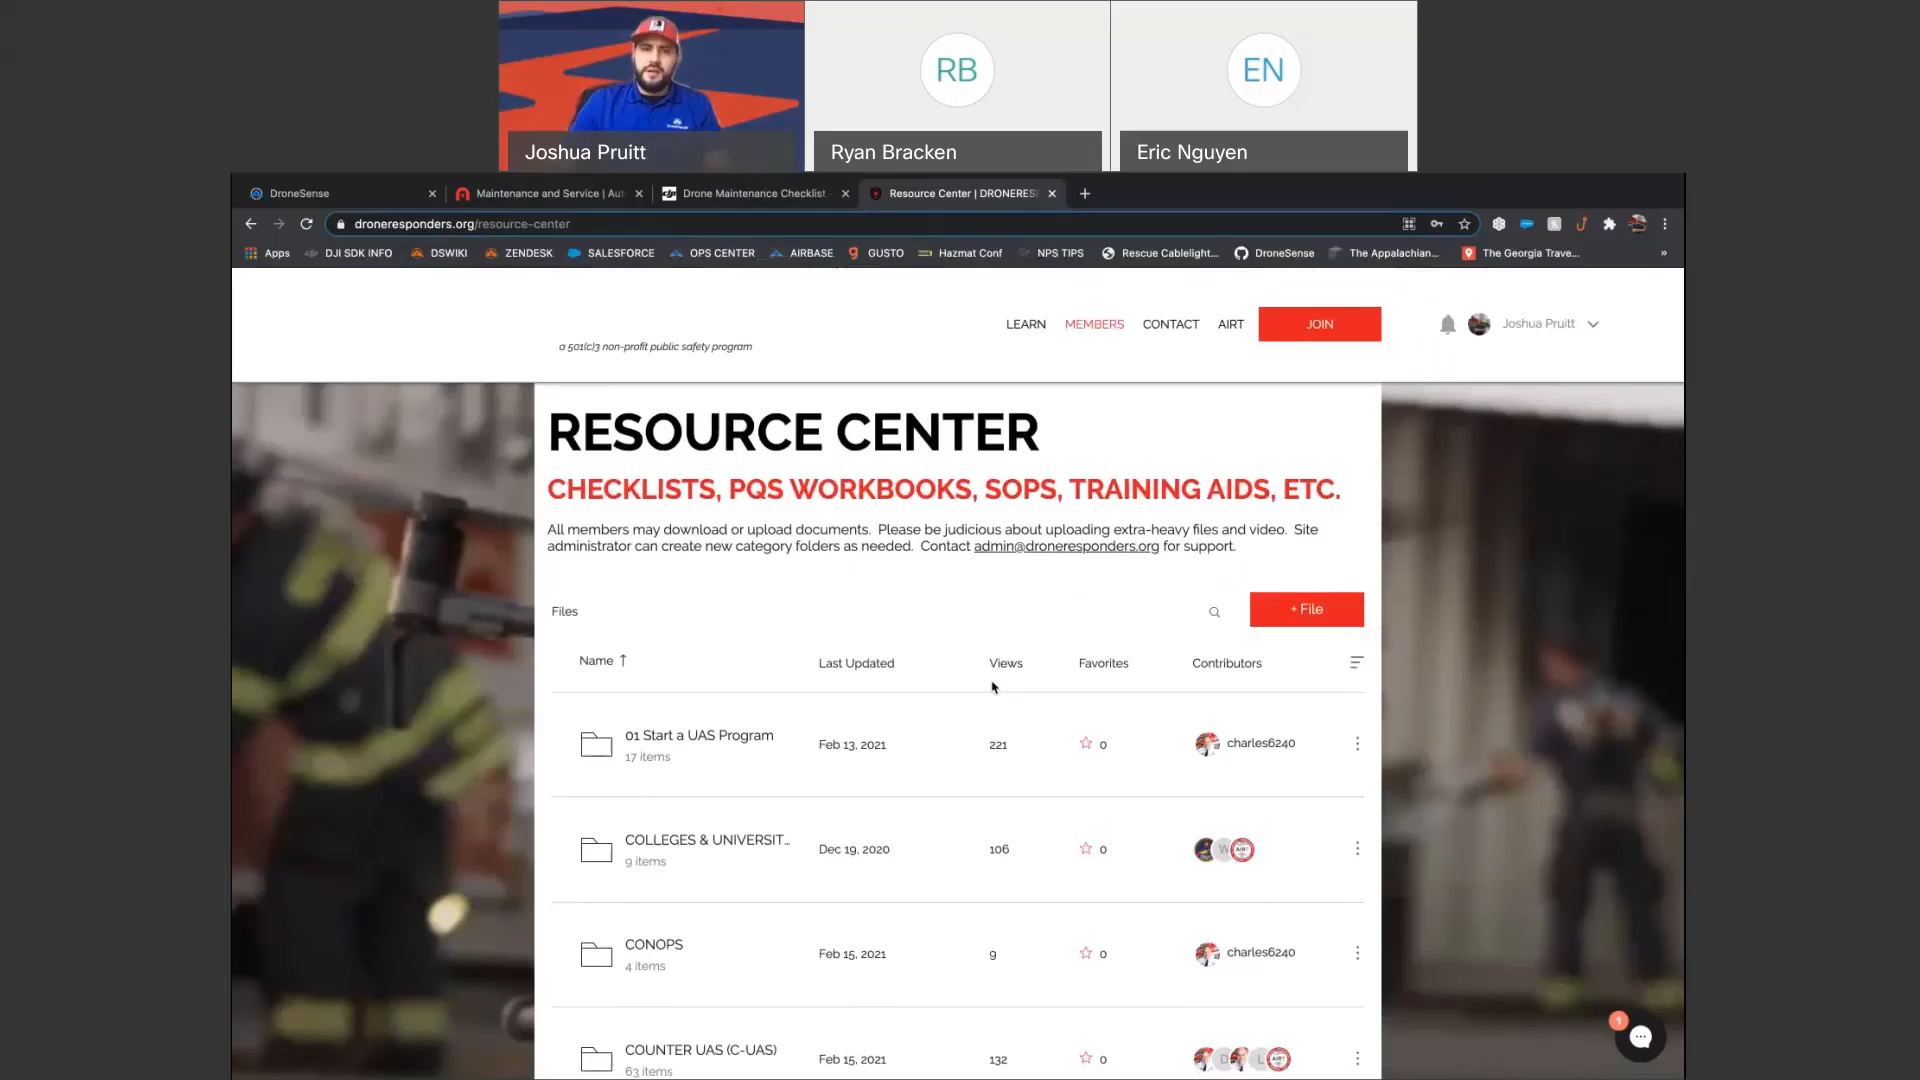 RB
EN
Joshua Pruitt
Ryan Bracken
Eric Nguyen
DroneSense
Maintenance and Service | Aut
Drone Maintenance Checklist
Resource Center | DRONERESP
droneresponders.org/resource-center
Apps
DJI SDK INFO
DSWIKI
ZENDESK
SALESFORCE
OPS CENTER
AIRBASE
GUSTO
Hazmat Conf
NPS TIPS
Rescue Cablelight...
DroneSense
The Appalachian...
The Georgia Trave...
»
LEARN
MEMBERS
CONTACT
AIRT
JOIN
Joshua Pruitt
a 501(c)3 non-profit public safety program
RESOURCE CENTER
CHECKLISTS, PQS WORKBOOKS, SOPS, TRAINING AIDS, ETC.
All members may download or upload documents. Please be judicious about uploading extra-heavy files and video. Site
administrator can create new category folders as needed. Contact admin@droneresponders.org for support.
Files
+ File
Name ↑
Last Updated
Views
Favorites
Contributors
01 Start a UAS Program
17 items
Feb 13, 2021
221
0
charles6240
COLLEGES & UNIVERSIT...
9 items
Dec 19, 2020
106
0
W
AIRT
CONOPS
4 items
Feb 15, 2021
9
0
charles6240
COUNTER UAS (C-UAS)
63 items
Feb 15, 2021
132
0
D
L
AIRT
1